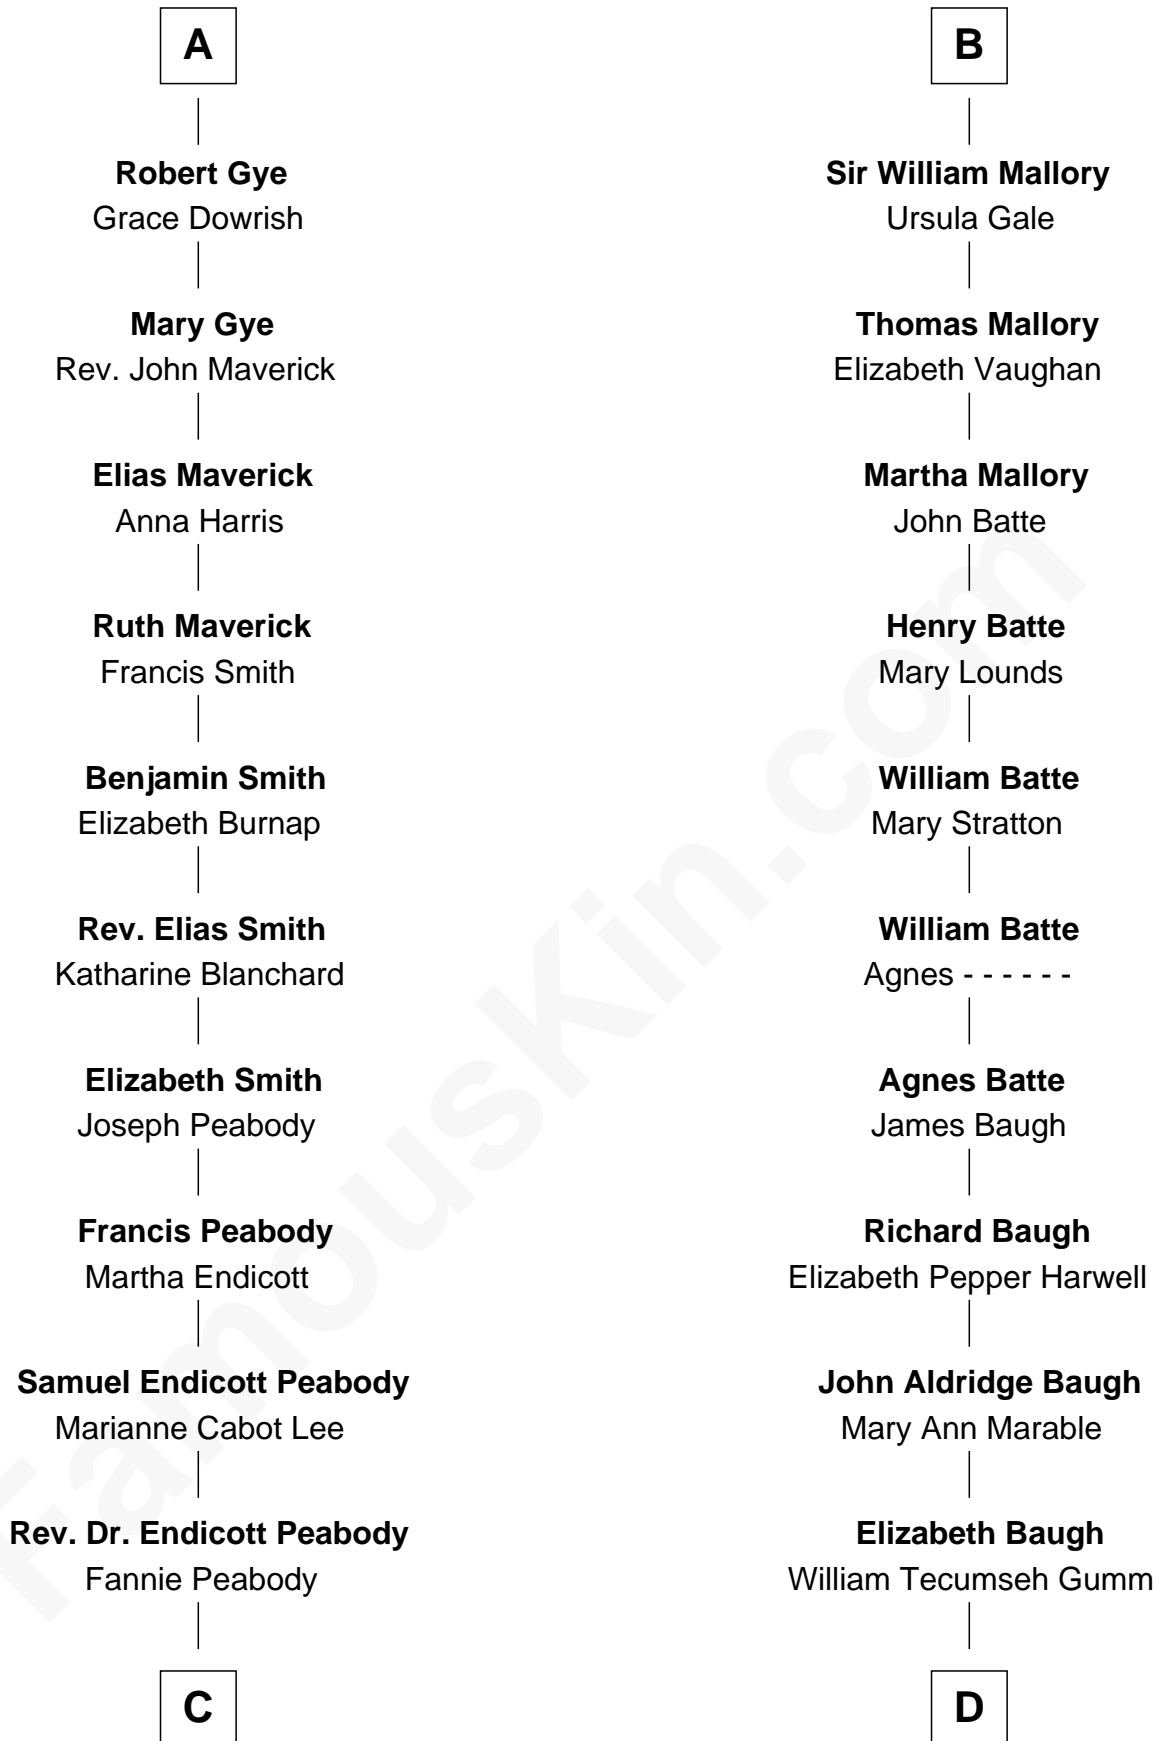 A
Robert Gye
Grace Dowrish
Mary Gye
Rev. John Maverick
Elias Maverick
Anna Harris
Ruth Maverick
Francis Smith
Benjamin Smith
Elizabeth Burnap
Rev. Elias Smith
Katharine Blanchard
Elizabeth Smith
Joseph Peabody
Francis Peabody
Martha Endicott
Samuel Endicott Peabody
Marianne Cabot Lee
Rev. Dr. Endicott Peabody
Fannie Peabody
C
B
Sir William Mallory
Ursula Gale
Thomas Mallory
Elizabeth Vaughan
Martha Mallory
John Batte
Henry Batte
Mary Lounds
William Batte
Mary Stratton
William Batte
Agnes - - - - - -
Agnes Batte
James Baugh
Richard Baugh
Elizabeth Pepper Harwell
John Aldridge Baugh
Mary Ann Marable
Elizabeth Baugh
William Tecumseh Gumm
D
FamousKin.com